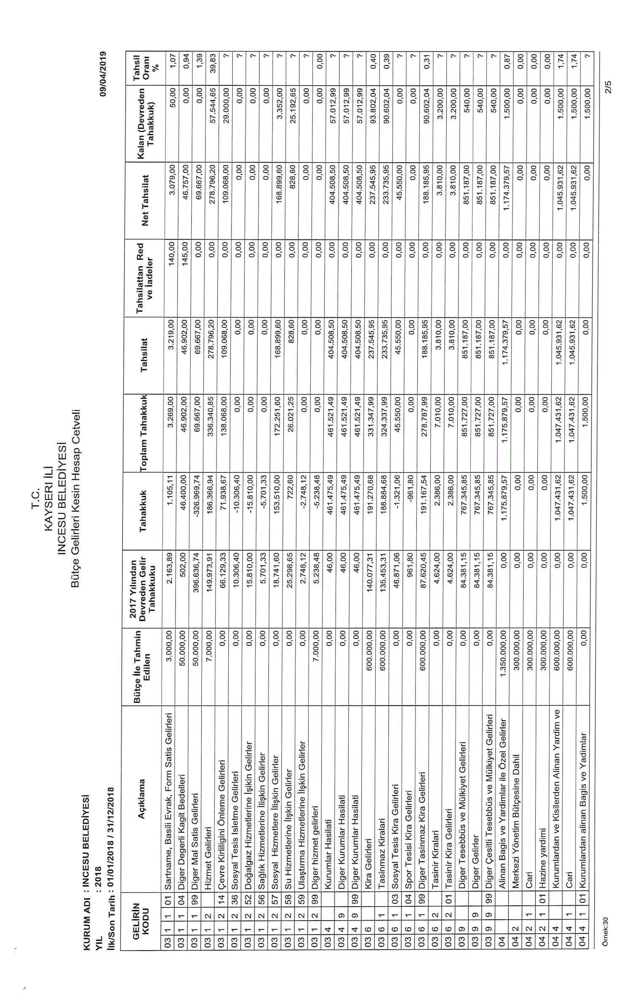 T.C.
KAYSERI İLİ
INCESU BELEDİYESİ
Bütçe Gelirleri Kesin Hesap Cetveli
KURUM ADI : INCESU BELEDİYESİ
YIL : 2018
İlk/Son Tarih : 01/01/2018 / 31/12/2018 09/04/2019
GELİRİN KODU Açıklama Bütçe İle Tahmin Edilen 2017 Yılından Devreden Gelir Tahakkuku Tahakkuk Toplam Tahakkuk Tahsilat Tahsilattan Red ve İadeler Net Tahsilat Kalan (Devreden Tahakkuk) Tahsil Oranı %
03 1 1 01 Sartname, Basili Evrak, Form Satis Gelirleri 3.000,00 2.163,89 1.105,11 3.269,00 3.219,00 140,00 3.079,00 50,00 1,07
03 1 1 04 Diger Degerli Kagit Bedelleri 50.000,00 502,00 46.400,00 46.902,00 46.902,00 145,00 46.757,00 0,00 0,94
03 1 1 99 Diger Mal Satis Gelirleri 50.000,00 396.636,74 -326.969,74 69.667,00 69.667,00 0,00 69.667,00 0,00 1,39
03 1 2 Hizmet Gelirleri 7.000,00 149.973,91 186.366,94 336.340,85 278.796,20 0,00 278.796,20 57.544,65 39,83
03 1 2 14 Çevre Kirliligini Önleme Gelirleri 0,00 66.129,33 71.938,67 138.068,00 109.068,00 0,00 109.068,00 29.000,00 ?
03 1 2 36 Sosyal Tesis Isletme Gelirleri 0,00 10.306,40 -10.306,40 0,00 0,00 0,00 0,00 0,00 ?
03 1 2 52 Doğalgaz Hizmetlerine İşikin Gelirler 0,00 15.810,00 -15.810,00 0,00 0,00 0,00 0,00 0,00 ?
03 1 2 56 Sağlık Hizmetlerine İlişkin Gelirler 0,00 5.701,33 -5.701,33 0,00 0,00 0,00 0,00 0,00 ?
03 1 2 57 Sosyal Hizmetlere İlişkin Gelirler 0,00 18.741,60 153.510,00 172.251,60 168.899,60 0,00 168.899,60 3.352,00 ?
03 1 2 58 Su Hizmetlerine İlşkin Gelirler 0,00 25.298,65 722,60 26.021,25 828,60 0,00 828,60 25.192,65 ?
03 1 2 59 Ulaştırma Hizmetlerine İlişkin Gelirler 0,00 2.748,12 -2.748,12 0,00 0,00 0,00 0,00 0,00 ?
03 1 2 99 Diger hizmet gelirleri 7.000,00 5.238,48 -5.238,48 0,00 0,00 0,00 0,00 0,00 0,00
03 4 Kurumlar Hasilati 0,00 46,00 461.475,49 461.521,49 404.508,50 0,00 404.508,50 57.012,99 ?
03 4 9 Diger Kurumlar Hasilati 0,00 46,00 461.475,49 461.521,49 404.508,50 0,00 404.508,50 57.012,99 ?
03 4 9 99 Diger Kurumlar Hasilati 0,00 46,00 461.475,49 461.521,49 404.508,50 0,00 404.508,50 57.012,99 ?
03 6 Kira Gelirleri 600.000,00 140.077,31 191.270,68 331.347,99 237.545,95 0,00 237.545,95 93.802,04 0,40
03 6 1 Tasinmaz Kiralari 600.000,00 135.453,31 188.884,68 324.337,99 233.735,95 0,00 233.735,95 90.602,04 0,39
03 6 1 03 Sosyal Tesis Kira Gelirleri 0,00 46.871,06 -1.321,06 45.550,00 45.550,00 0,00 45.550,00 0,00 ?
03 6 1 04 Spor Tesisi Kira Gelirleri 0,00 961,80 -961,80 0,00 0,00 0,00 0,00 0,00 ?
03 6 1 99 Diger Tasinmaz Kira Gelirleri 600.000,00 87.620,45 191.167,54 278.787,99 188.185,95 0,00 188.185,95 90.602,04 0,31
03 6 2 Tasinir Kiralari 0,00 4.624,00 2.386,00 7.010,00 3.810,00 0,00 3.810,00 3.200,00 ?
03 6 2 01 Tasinir Kira Gelirleri 0,00 4.624,00 2.386,00 7.010,00 3.810,00 0,00 3.810,00 3.200,00 ?
03 9 Diger Tesebbüs ve Mülkiyet Gelirleri 0,00 84.381,15 767.345,85 851.727,00 851.187,00 0,00 851.187,00 540,00 ?
03 9 9 Diger Gelirler 0,00 84.381,15 767.345,85 851.727,00 851.187,00 0,00 851.187,00 540,00 ?
03 9 9 99 Diger Çesitli Tesebbüs ve Mülkiyet Gelirleri 0,00 84.381,15 767.345,85 851.727,00 851.187,00 0,00 851.187,00 540,00 ?
04 Alinan Bagis ve Yardimlar ile Özel Gelirler 1.350.000,00 0,00 1.175.879,57 1.175.879,57 1.174.379,57 0,00 1.174.379,57 1.500,00 0,87
04 2 Merkezi Yönetim Bütçesine Dahil 300.000,00 0,00 0,00 0,00 0,00 0,00 0,00 0,00 0,00
04 2 1 Cari 300.000,00 0,00 0,00 0,00 0,00 0,00 0,00 0,00 0,00
04 2 1 01 Hazine yardimi 300.000,00 0,00 0,00 0,00 0,00 0,00 0,00 0,00 0,00
04 4 Kurumlardan ve Kisilerden Alinan Yardim ve 600.000,00 0,00 1.047.431,62 1.047.431,62 1.045.931,62 0,00 1.045.931,62 1.500,00 1,74
04 4 1 Cari 600.000,00 0,00 1.047.431,62 1.047.431,62 1.045.931,62 0,00 1.045.931,62 1.500,00 1,74
04 4 1 01 Kurumlardan alinan Bagis ve Yadimlar 0,00 0,00 1.500,00 1.500,00 0,00 0,00 0,00 1.500,00 ?
Örnek:30 2/5